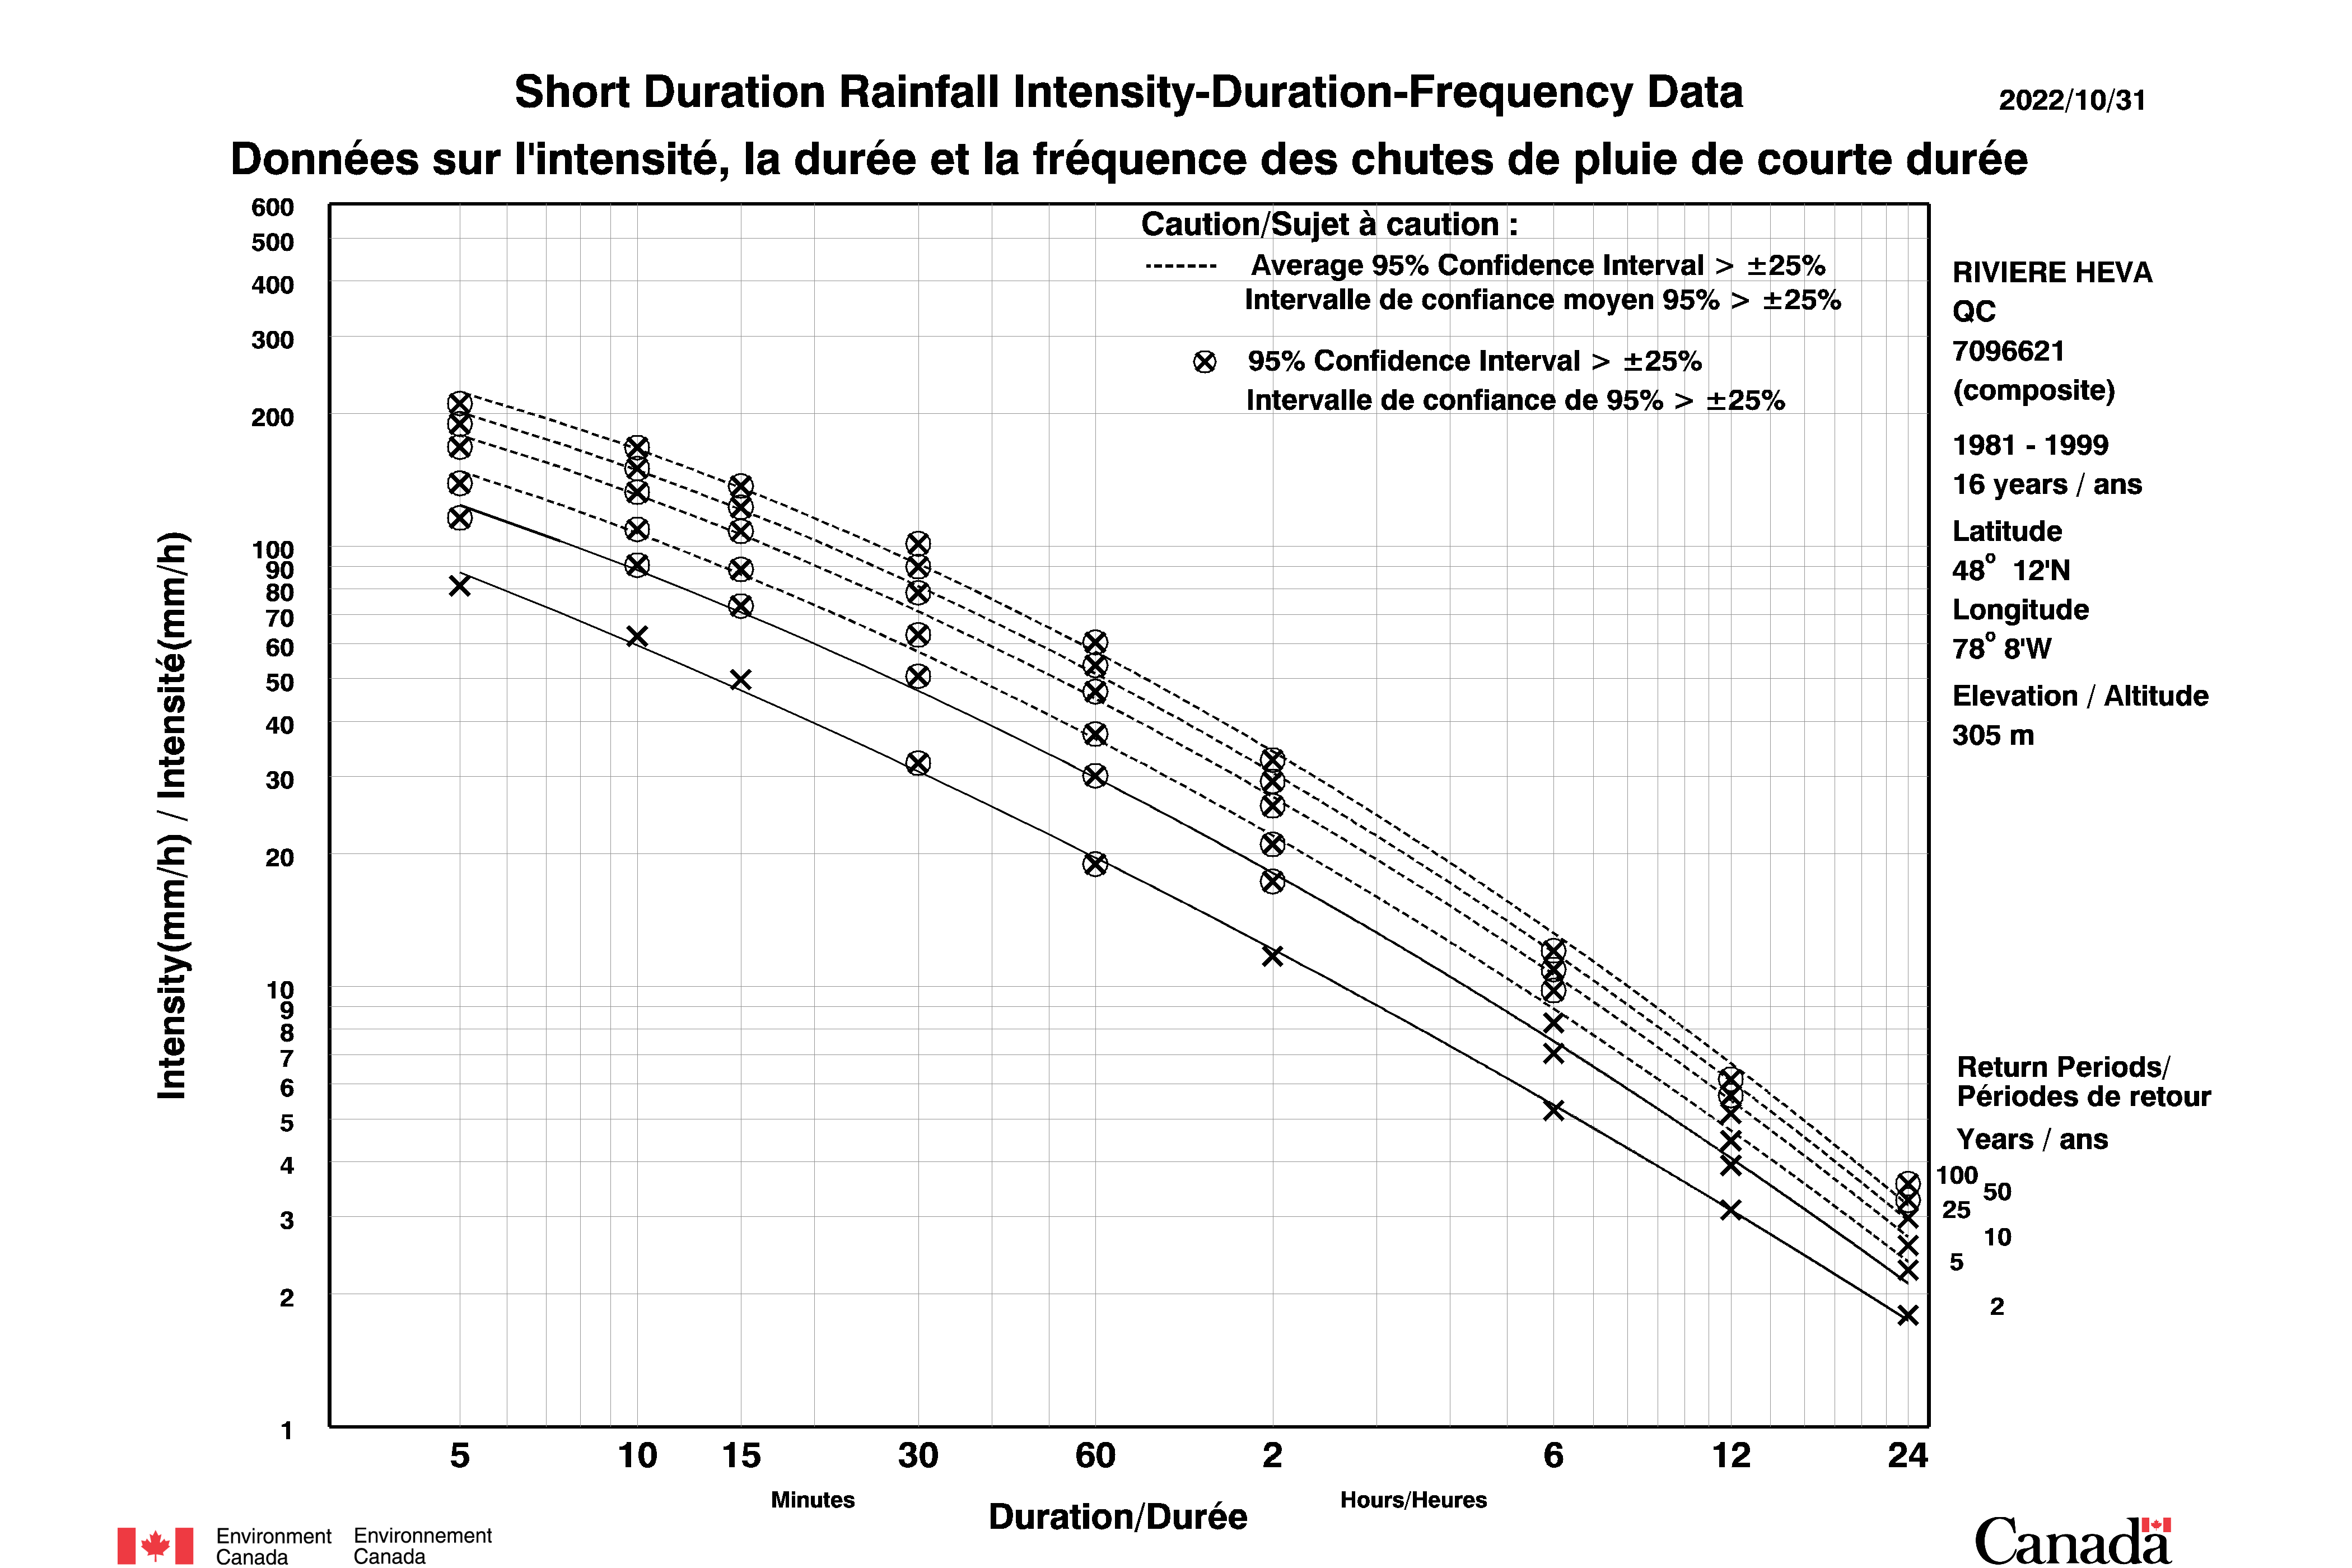 Short Duration Rainfall Intensity-Duration-Frequency Data
2022/10/31
Données sur l'intensité, la durée et la fréquence des chutes de pluie de courte durée
Caution/Sujet à caution :
Average 95% Confidence Interval > ±25%
Intervalle de confiance moyen 95% > ±25%
95% Confidence Interval > ±25%
Intervalle de confiance de 95% > ±25%
RIVIERE HEVA
QC
7096621
(composite)
1981 - 1999
16 years / ans
Latitude
48° 12'N
Longitude
78° 8'W
Elevation / Altitude
305 m
Return Periods/
Périodes de retour
Years / ans
100
50
25
10
5
2
Intensity(mm/h) / Intensité(mm/h)
600
500
400
300
200
100
90
80
70
60
50
40
30
20
10
9
8
7
6
5
4
3
2
1
5 10 15 30 60 2 6 12 24
Minutes
Hours/Heures
Duration/Durée
Environment
Canada
Environnement
Canada
Canada